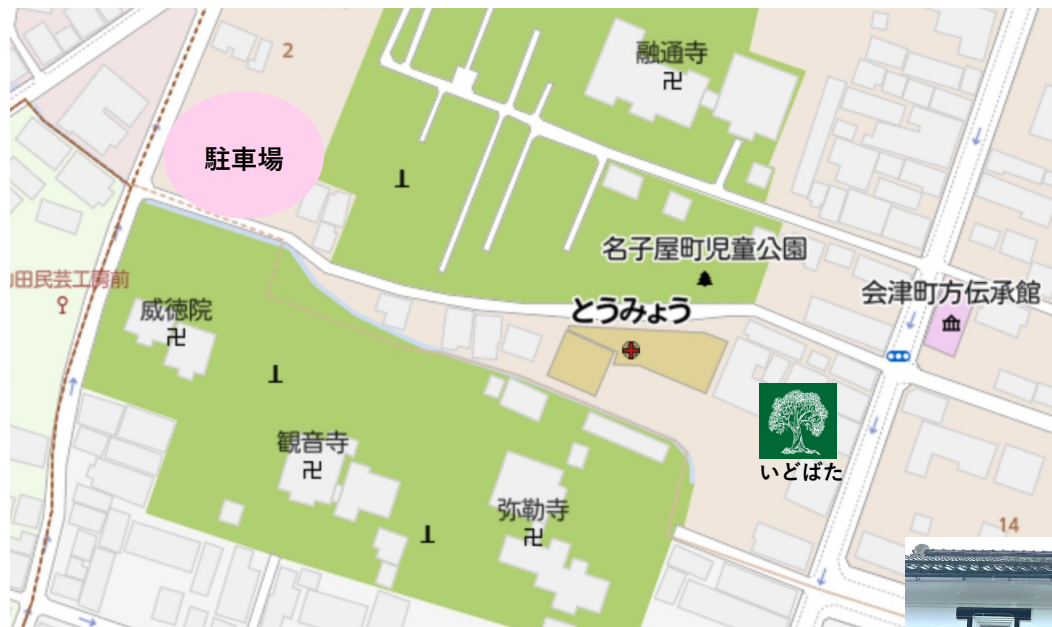 2
融通寺
卍
駐車場
名子屋町児童公園
山田民芸工房前
会津町方伝承館
とうみょう
威徳院
卍
いどばた
観音寺
卍
弥勒寺
卍
14